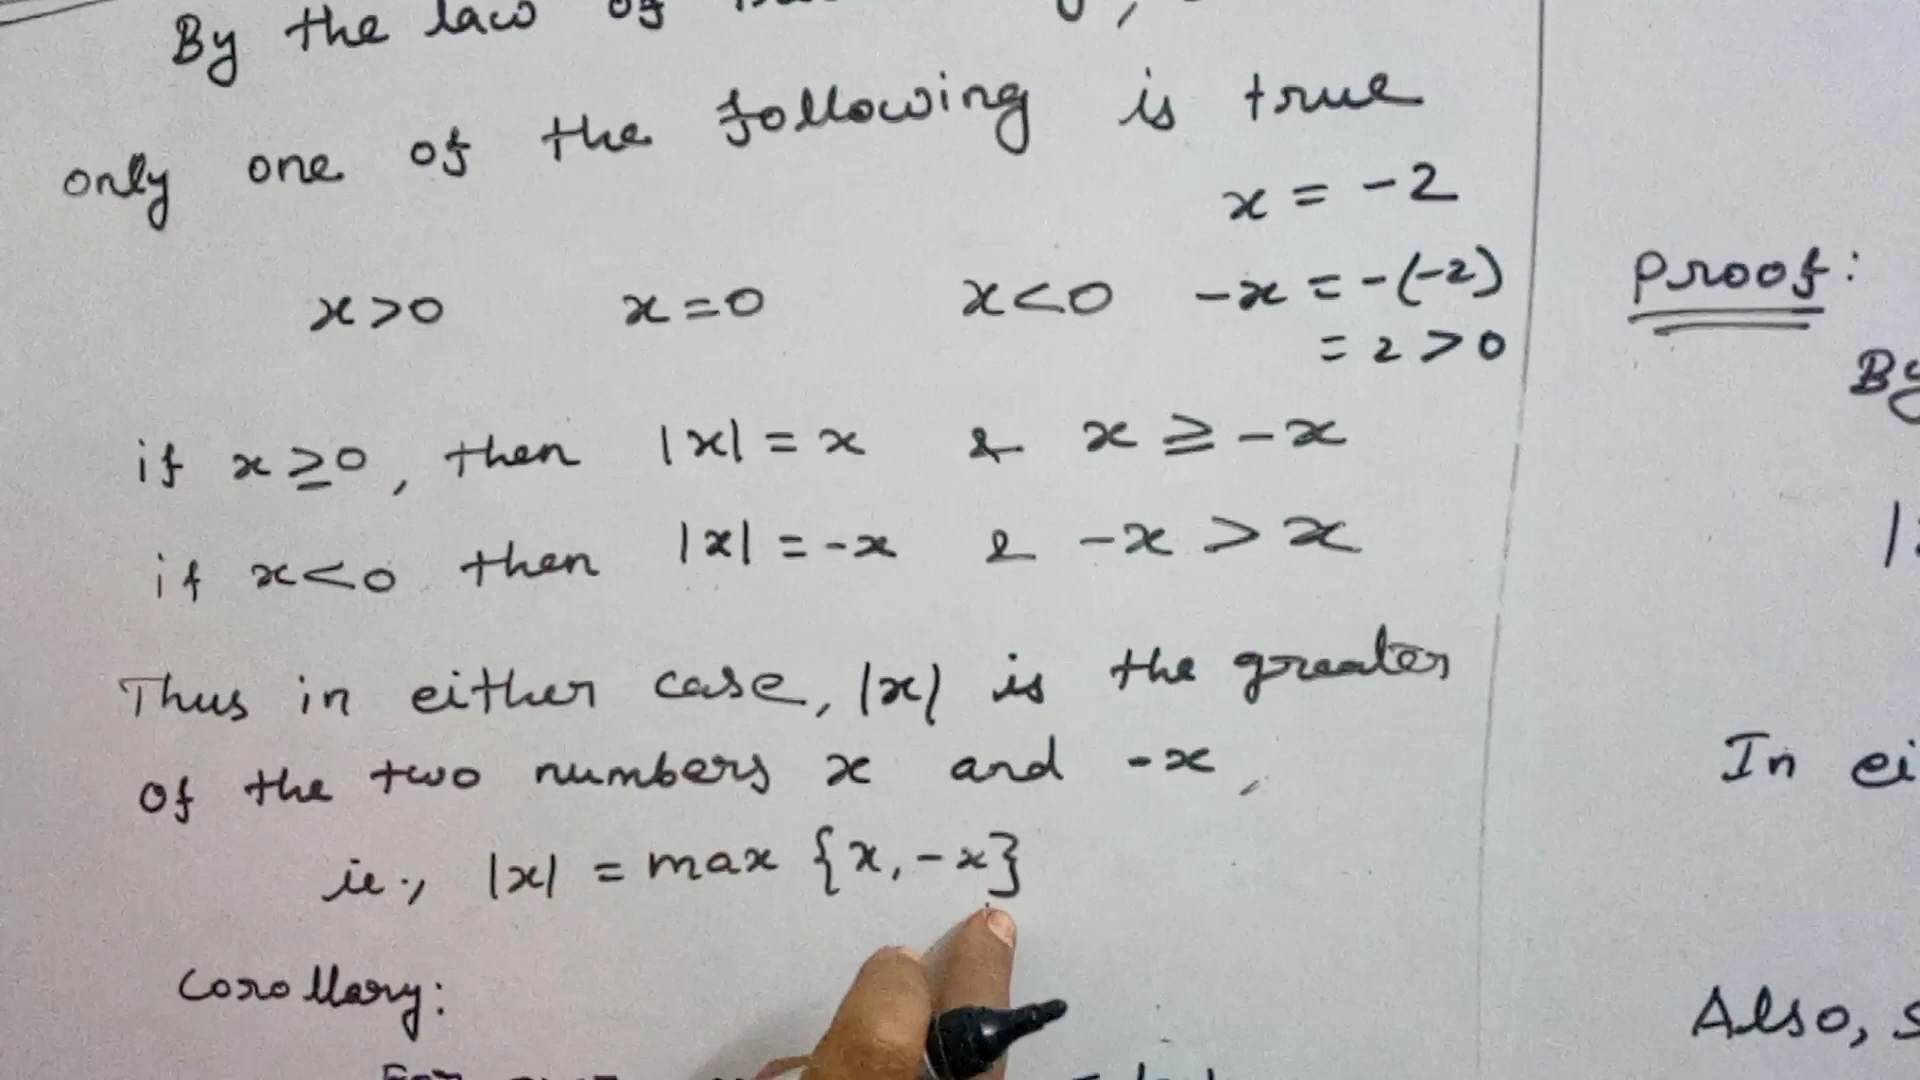 By the law of
only one of the following is true
x = -2
x>0 x=0 x<0 -x = -(-2)
= 2 > 0
if x ≥ 0, then |x| = x & x ≥ -x
if x<0 then |x| = -x & -x > x
Thus in either case, |x| is the greater
of the two numbers x and -x,
ie., |x| = max {x, -x}
Corollary:
Proof:
By
In ei
Also, s